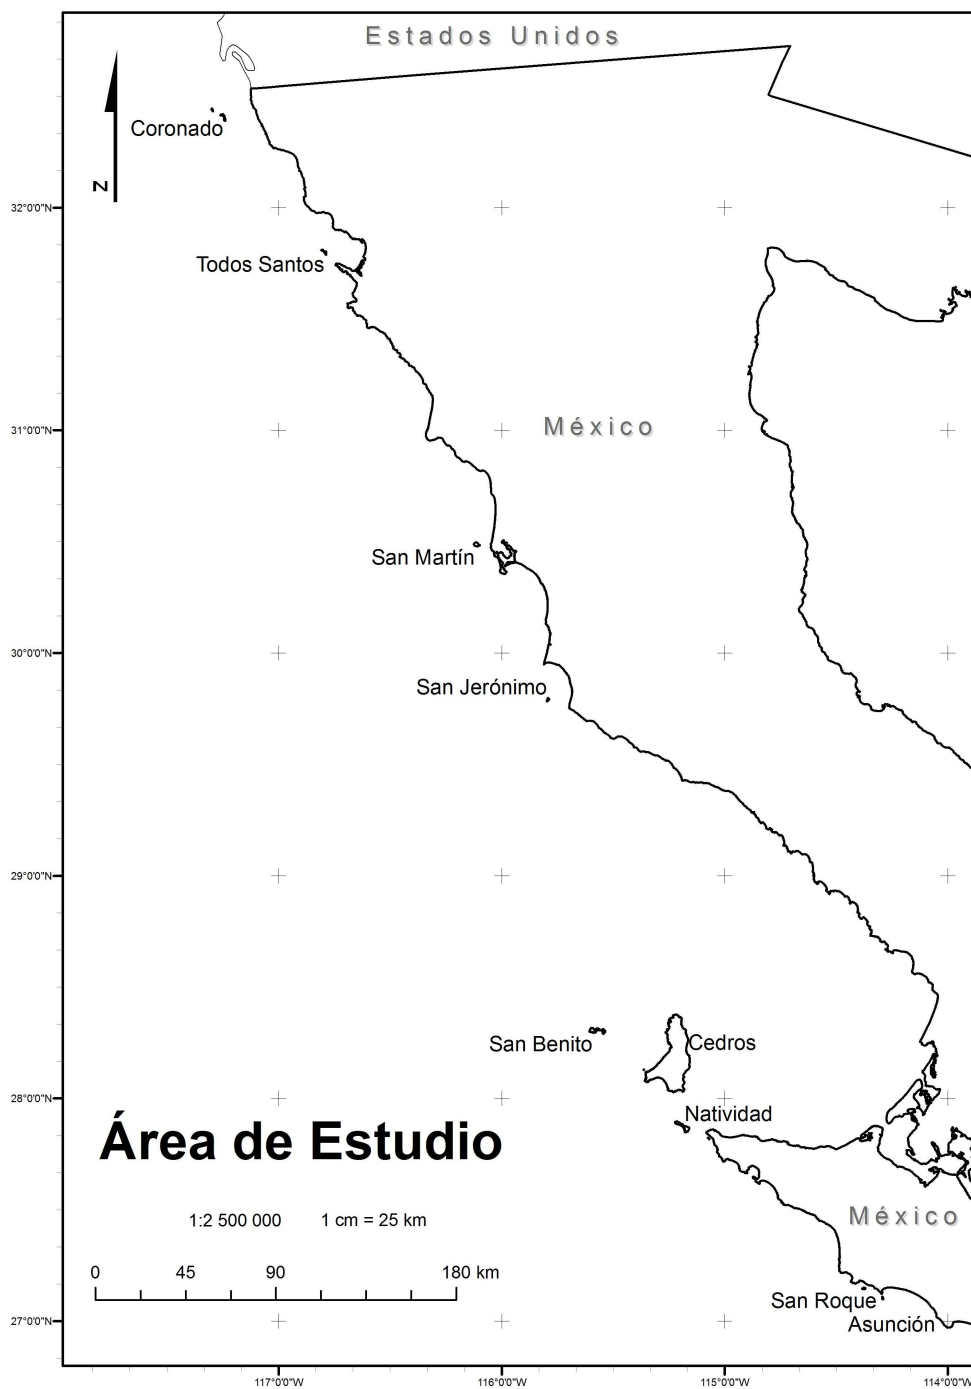 Estados Unidos
Coronado
N
32°0'0"N
Todos Santos
31°0'0"N
México
San Martín
30°0'0"N
San Jerónimo
29°0'0"N
San Benito
Cedros
28°0'0"N
Natividad
Área de Estudio
México
1:2 500 000 1 cm = 25 km
0 45 90 180 km
San Roque
Asunción
27°0'0"N
117°0'0"W 116°0'0"W 115°0'0"W 114°0'0"W